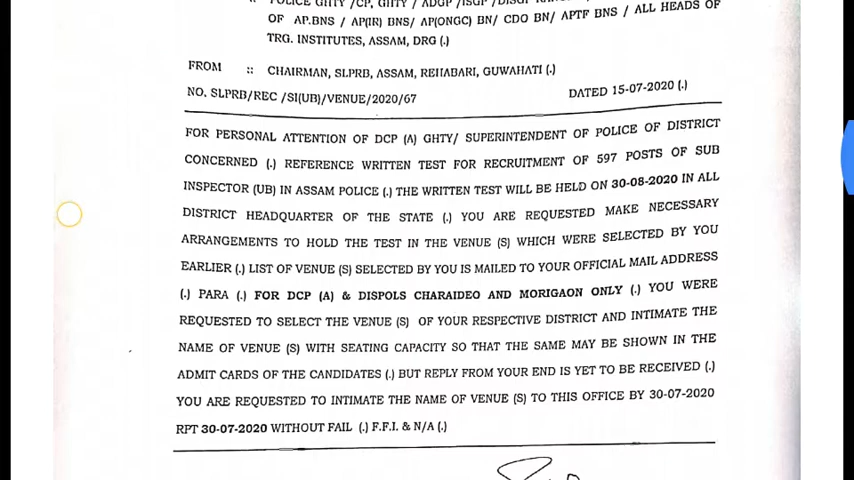 :: POLICE GHTY /CP, GHTY / ADGP /ISGP /DISGP
OF AP.BNS / AP(IR) BNS/ AP(ONGC) BN/ CDO BN/ APTF BNS / ALL HEADS OF
TRG. INSTITUTES, ASSAM, DRG (.)
FROM :: CHAIRMAN, SLPRB, ASSAM, REHABARI, GUWAHATI (.)
NO. SLPRB/REC /SI(UB)/VENUE/2020/67 DATED 15-07-2020 (.)
FOR PERSONAL ATTENTION OF DCP (A) GHTY/ SUPERINTENDENT OF POLICE OF DISTRICT
CONCERNED (.) REFERENCE WRITTEN TEST FOR RECRUITMENT OF 597 POSTS OF SUB
INSPECTOR (UB) IN ASSAM POLICE (.) THE WRITTEN TEST WILL BE HELD ON 30-08-2020 IN ALL
DISTRICT HEADQUARTER OF THE STATE (.) YOU ARE REQUESTED MAKE NECESSARY
ARRANGEMENTS TO HOLD THE TEST IN THE VENUE (S) WHICH WERE SELECTED BY YOU
EARLIER (.) LIST OF VENUE (S) SELECTED BY YOU IS MAILED TO YOUR OFFICIAL MAIL ADDRESS
(.) PARA (.) FOR DCP (A) & DISPOLS CHARAIDEO AND MORIGAON ONLY (.) YOU WERE
REQUESTED TO SELECT THE VENUE (S) OF YOUR RESPECTIVE DISTRICT AND INTIMATE THE
NAME OF VENUE (S) WITH SEATING CAPACITY SO THAT THE SAME MAY BE SHOWN IN THE
ADMIT CARDS OF THE CANDIDATES (.) BUT REPLY FROM YOUR END IS YET TO BE RECEIVED (.)
YOU ARE REQUESTED TO INTIMATE THE NAME OF VENUE (S) TO THIS OFFICE BY 30-07-2020
RPT 30-07-2020 WITHOUT FAIL (.) F.F.I. & N/A (.)